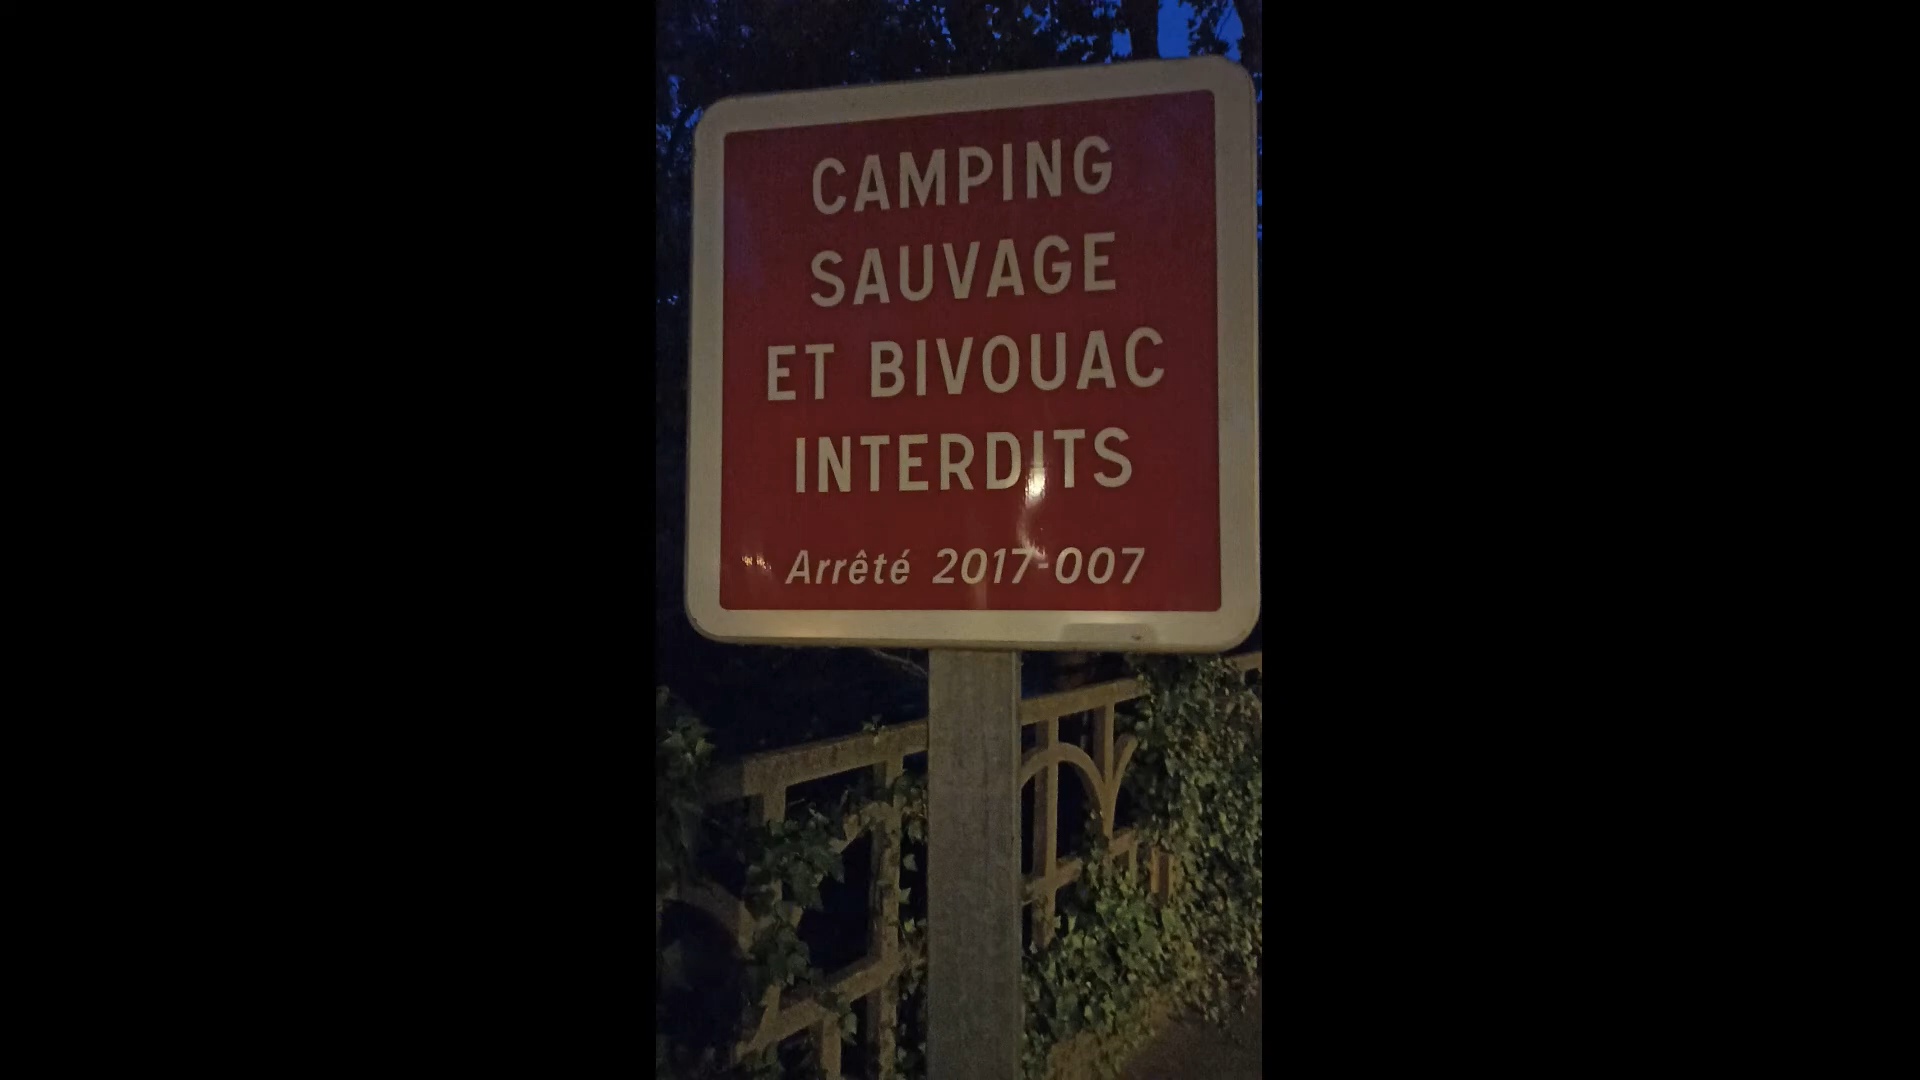 CAMPING
SAUVAGE
ET BIVOUAC
INTERDITS
Arrêté 2017-007